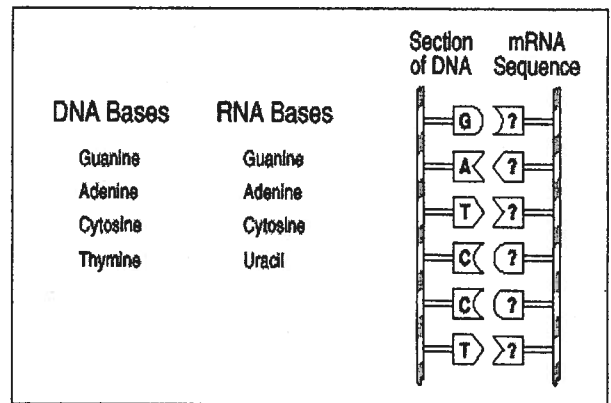 Section mRNA
of DNA Sequence
DNA Bases RNA Bases
Guanine Guanine
Adenine Adenine
Cytosine Cytosine
Thymine Uracil
G ?
A ?
T ?
C ?
C ?
T ?